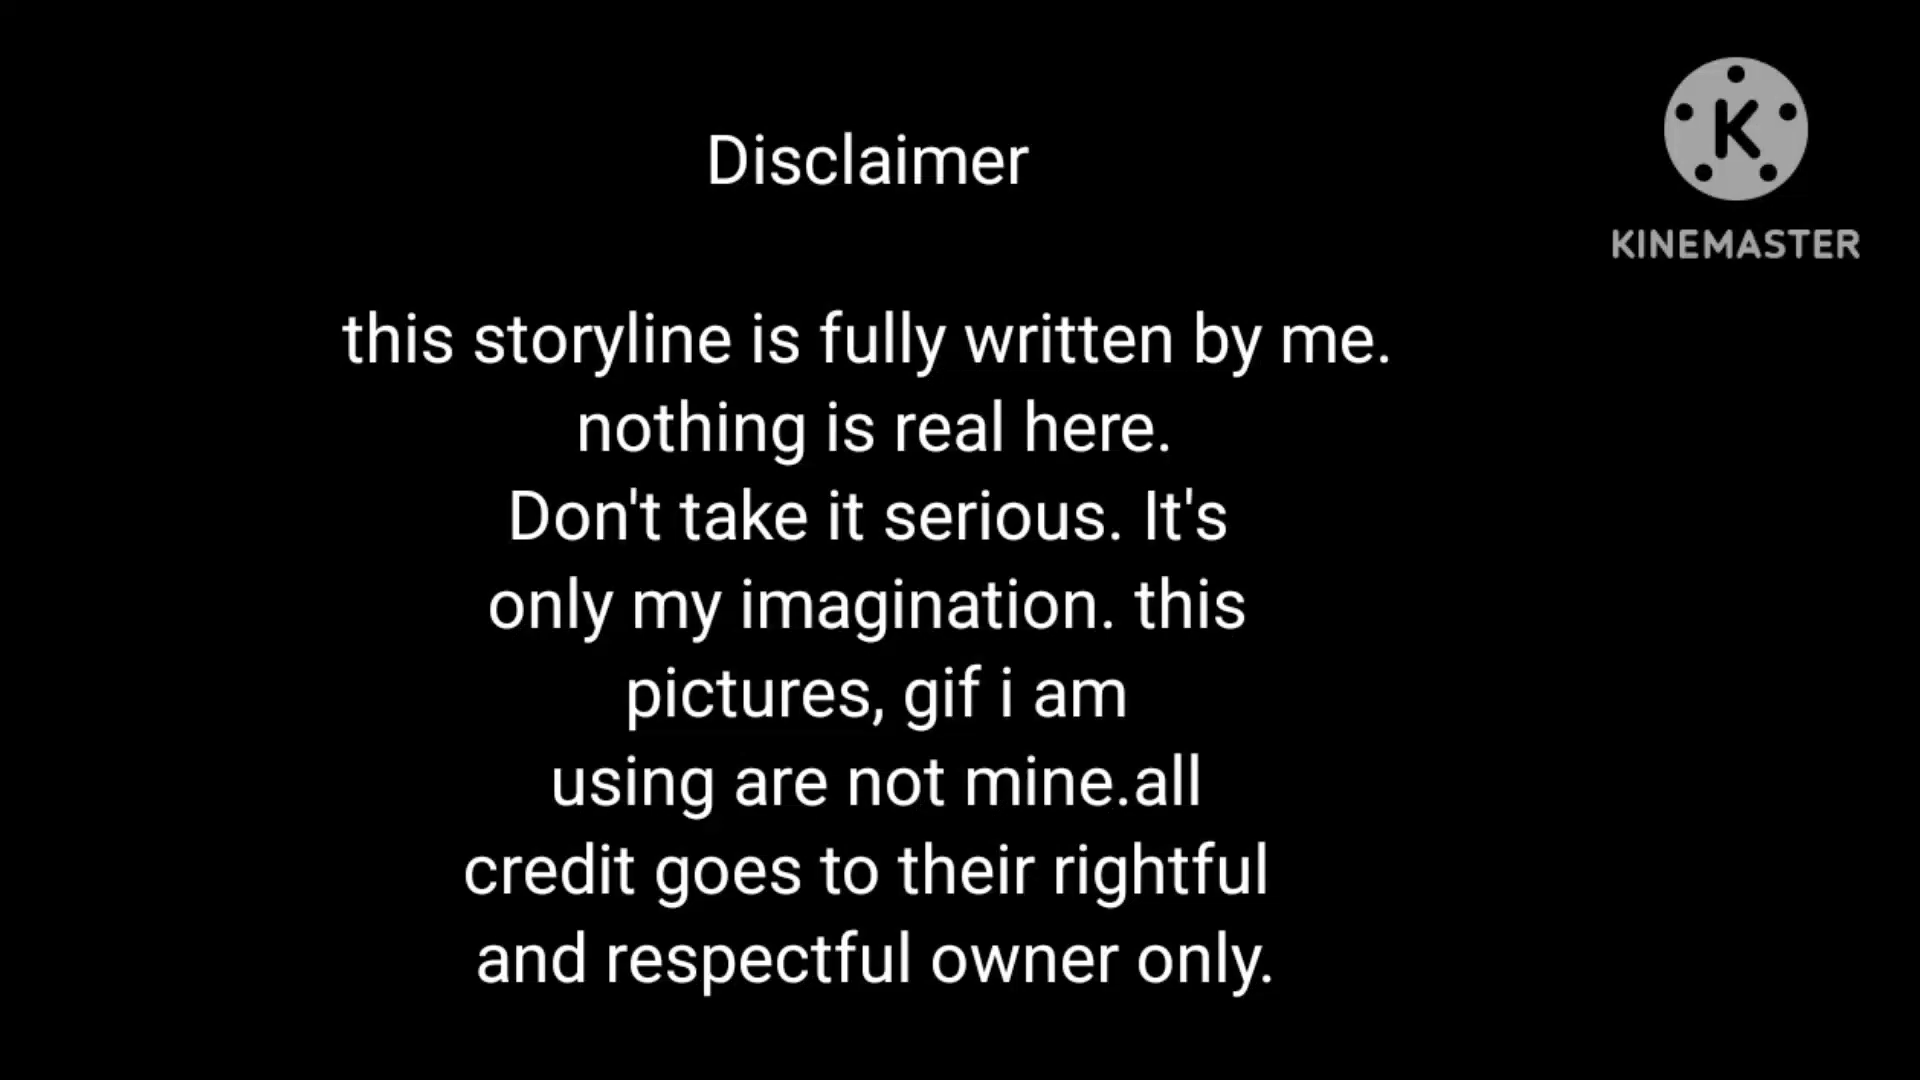 Disclaimer
K
KINEMASTER
this storyline is fully written by me.
nothing is real here.
Don't take it serious. It's
only my imagination. this
pictures, gif i am
using are not mine.all
credit goes to their rightful
and respectful owner only.